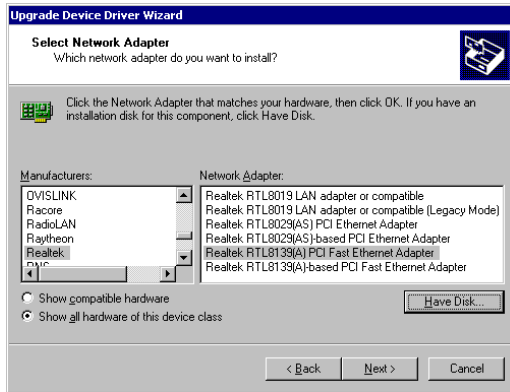 Upgrade Device Driver Wizard
Select Network Adapter
Which network adapter do you want to install?
Click the Network Adapter that matches your hardware, then click OK. If you have an
installation disk for this component, click Have Disk.
Manufacturers:
OVISLINK
Racore
RadioLAN
Raytheon
Realtek
Network Adapter:
Realtek RTL8019 LAN adapter or compatible
Realtek RTL8019 LAN adapter or compatible (Legacy Mode)
Realtek RTL8029(AS) PCI Ethernet Adapter
Realtek RTL8029(AS)-based PCI Ethernet Adapter
Realtek RTL8139(A) PCI Fast Ethernet Adapter
Realtek RTL8139(A)-based PCI Fast Ethernet Adapter
Show compatible hardware
Show all hardware of this device class
Have Disk...
< Back
Next >
Cancel